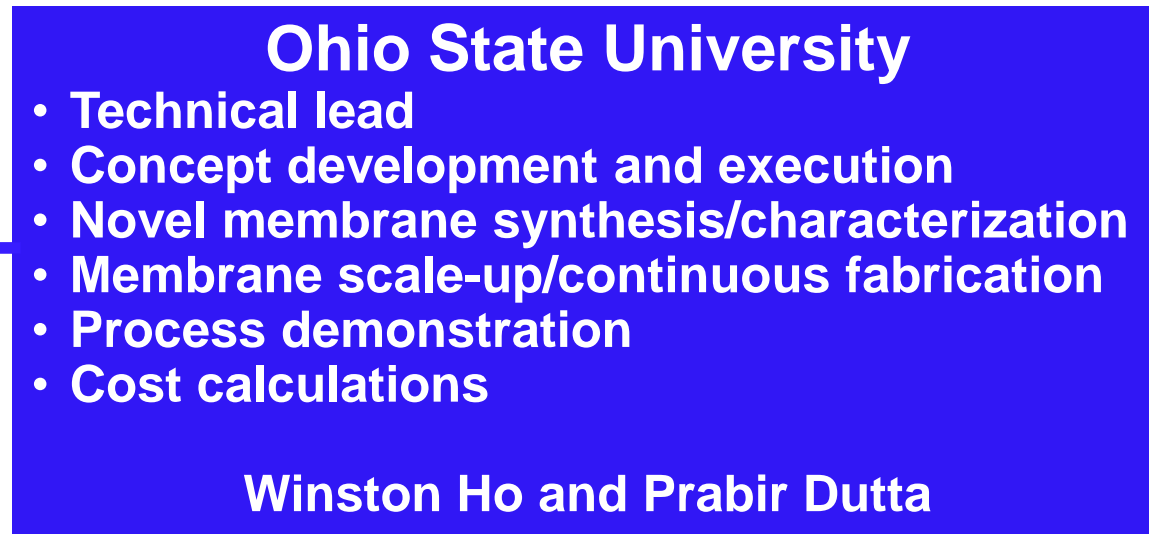 Ohio State University
• Technical lead
• Concept development and execution
• Novel membrane synthesis/characterization
• Membrane scale-up/continuous fabrication
• Process demonstration
• Cost calculations
Winston Ho and Prabir Dutta